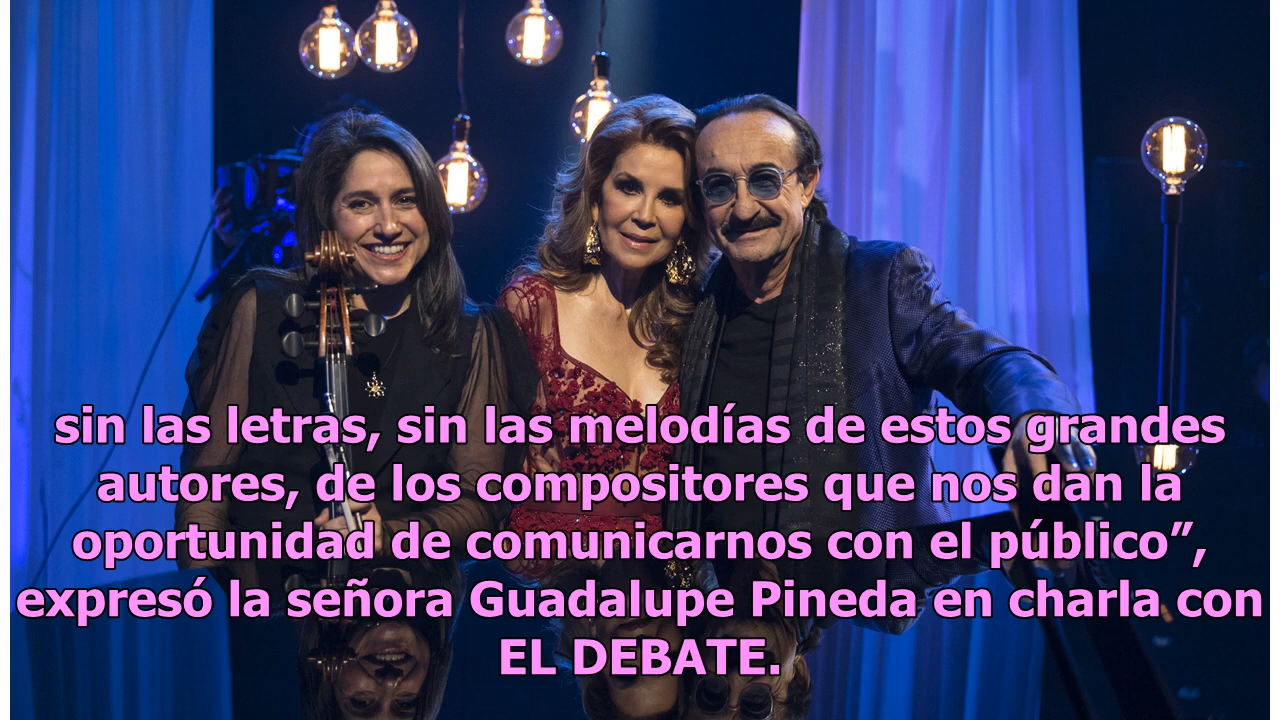 sin las letras, sin las melodías de estos grandes
autores, de los compositores que nos dan la
oportunidad de comunicarnos con el público”,
expresó la señora Guadalupe Pineda en charla con
EL DEBATE.